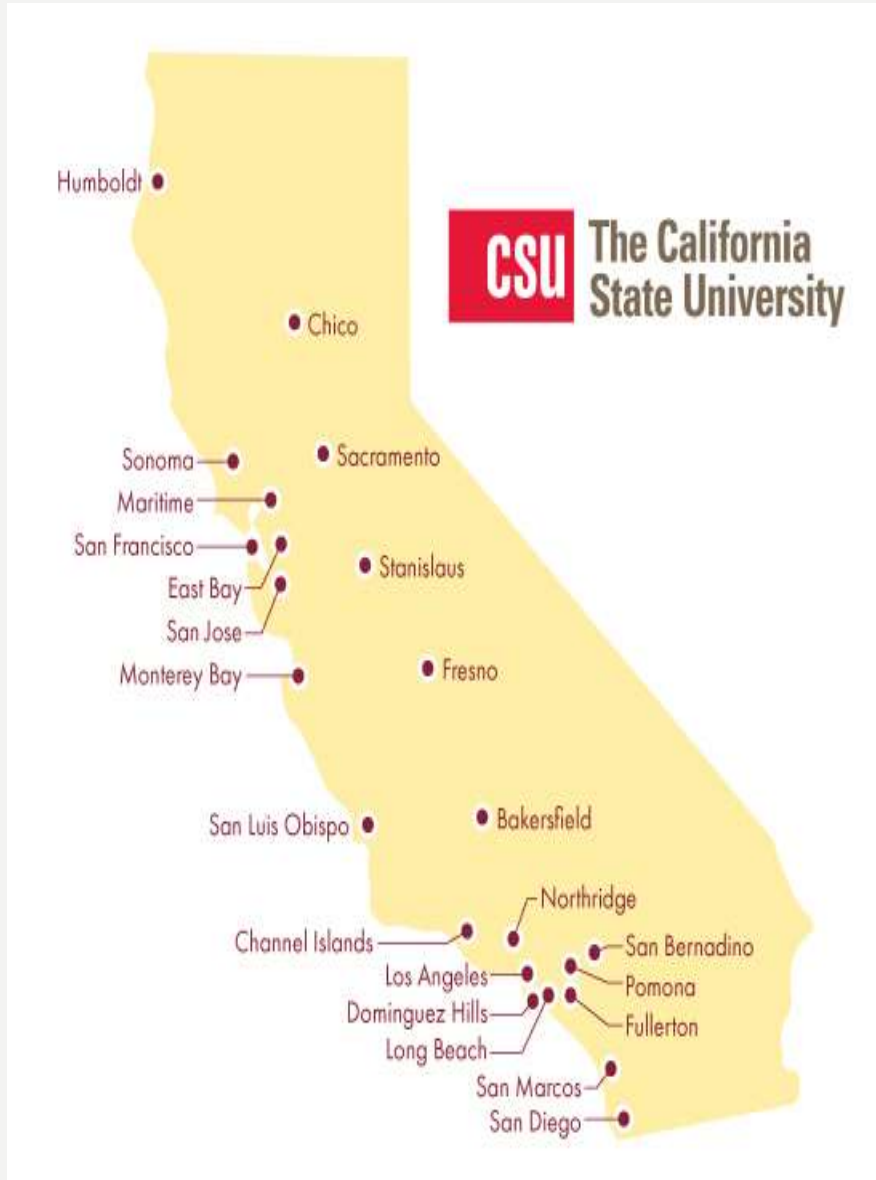 Humboldt
CSU
The California
State University
Chico
Sonoma
Sacramento
Maritime
San Francisco
East Bay
Stanislaus
San Jose
Monterey Bay
Fresno
San Luis Obispo
Bakersfield
Northridge
Channel Islands
San Bernadino
Los Angeles
Pomona
Dominguez Hills
Fullerton
Long Beach
San Marcos
San Diego